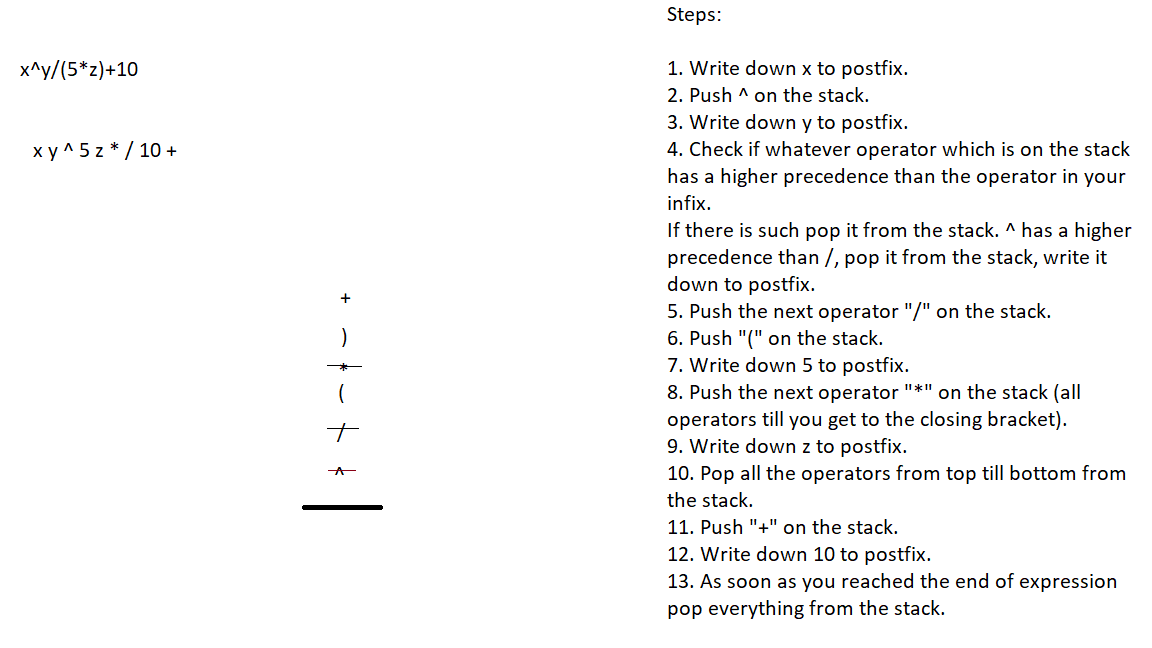 x^y/(5*z)+10
x y ^ 5 z * / 10 +
+
)
*
(
/
^
Steps:
1. Write down x to postfix.
2. Push ^ on the stack.
3. Write down y to postfix.
4. Check if whatever operator which is on the stack
has a higher precedence than the operator in your
infix.
If there is such pop it from the stack. ^ has a higher
precedence than /, pop it from the stack, write it
down to postfix.
5. Push the next operator "/" on the stack.
6. Push "(" on the stack.
7. Write down 5 to postfix.
8. Push the next operator "*" on the stack (all
operators till you get to the closing bracket).
9. Write down z to postfix.
10. Pop all the operators from top till bottom from
the stack.
11. Push "+" on the stack.
12. Write down 10 to postfix.
13. As soon as you reached the end of expression
pop everything from the stack.